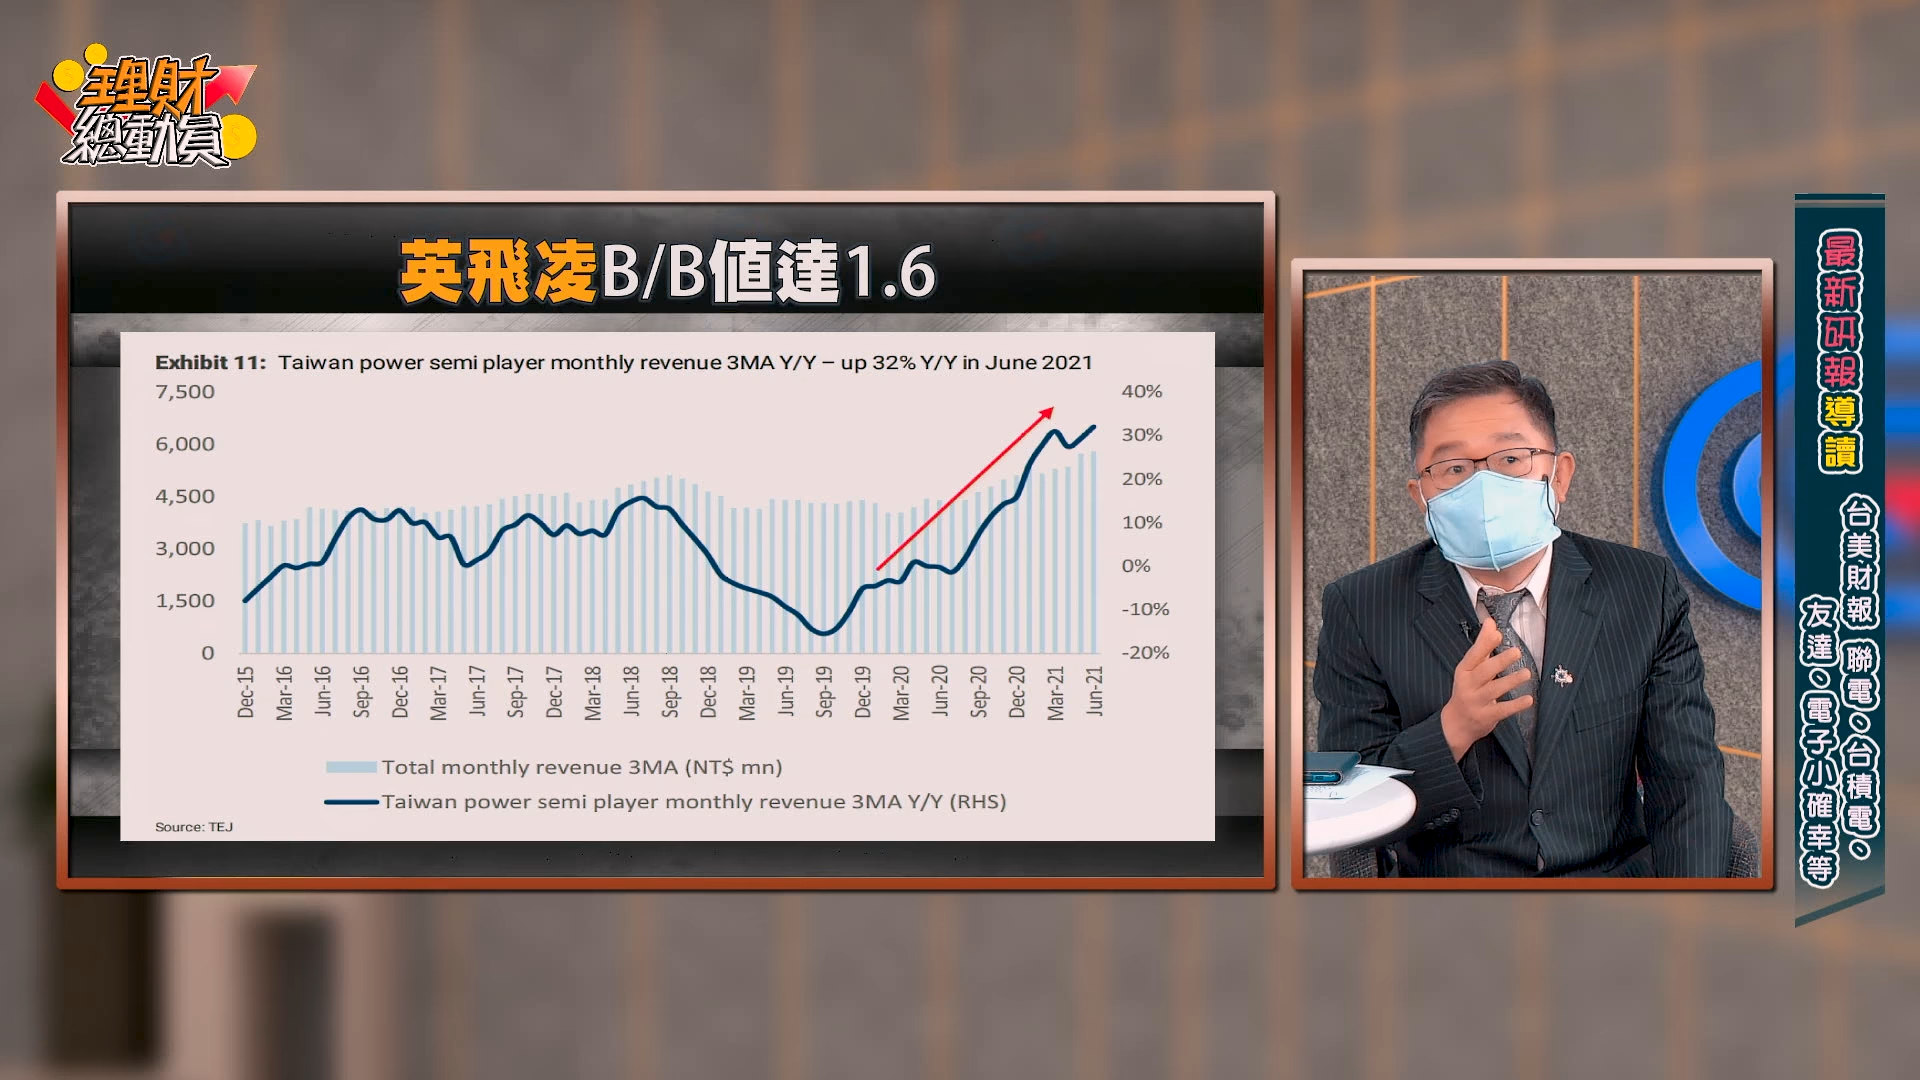 理財
總動員
英飛凌B/B值達1.6
Exhibit 11: Taiwan power semi player monthly revenue 3MA Y/Y – up 32% Y/Y in June 2021
7,500
6,000
4,500
3,000
1,500
0
40%
30%
20%
10%
0%
-10%
-20%
Dec-15
Mar-16
Jun-16
Sep-16
Dec-16
Mar-17
Jun-17
Sep-17
Dec-17
Mar-18
Jun-18
Sep-18
Dec-18
Mar-19
Jun-19
Sep-19
Dec-19
Mar-20
Jun-20
Sep-20
Dec-20
Mar-21
Jun-21
Total monthly revenue 3MA (NT$ mn)
Taiwan power semi player monthly revenue 3MA Y/Y (RHS)
Source: TEJ
最新研報導讀
台美財報 聯電。台積電。
友達。電子小確幸等